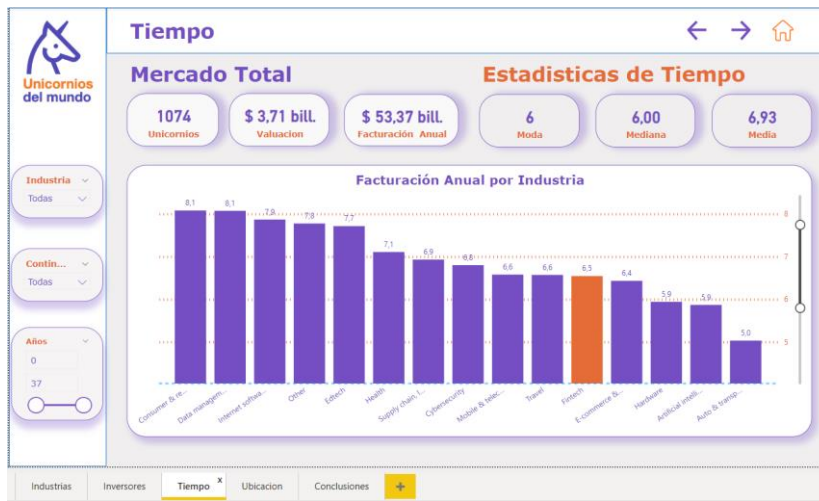 Unicornios
del mundo
Tiempo
Mercado Total
Estadisticas de Tiempo
1074
Unicornios
$ 3,71 bill.
Valuacion
$ 53,37 bill.
Facturación Anual
6
Moda
6,00
Mediana
6,93
Media
Industria
Todas
Contin...
Todas
Años
0
37
Facturación Anual por Industria
8,1
8,1
7,9
7,8
7,7
7,1
6,9
6,8
6,6
6,6
6,5
6,4
5,9
5,9
5,0
8
7
6
5
Consumer & re...
Data managem...
Internet softwa...
Other
Edtech
Health
Supply chain, l...
Cybersecurity
Mobile & telec...
Travel
Fintech
E-commerce &...
Hardware
Artificial intelli...
Auto & transp...
Industrias
Inversores
Tiempo
x
Ubicacion
Conclusiones
+